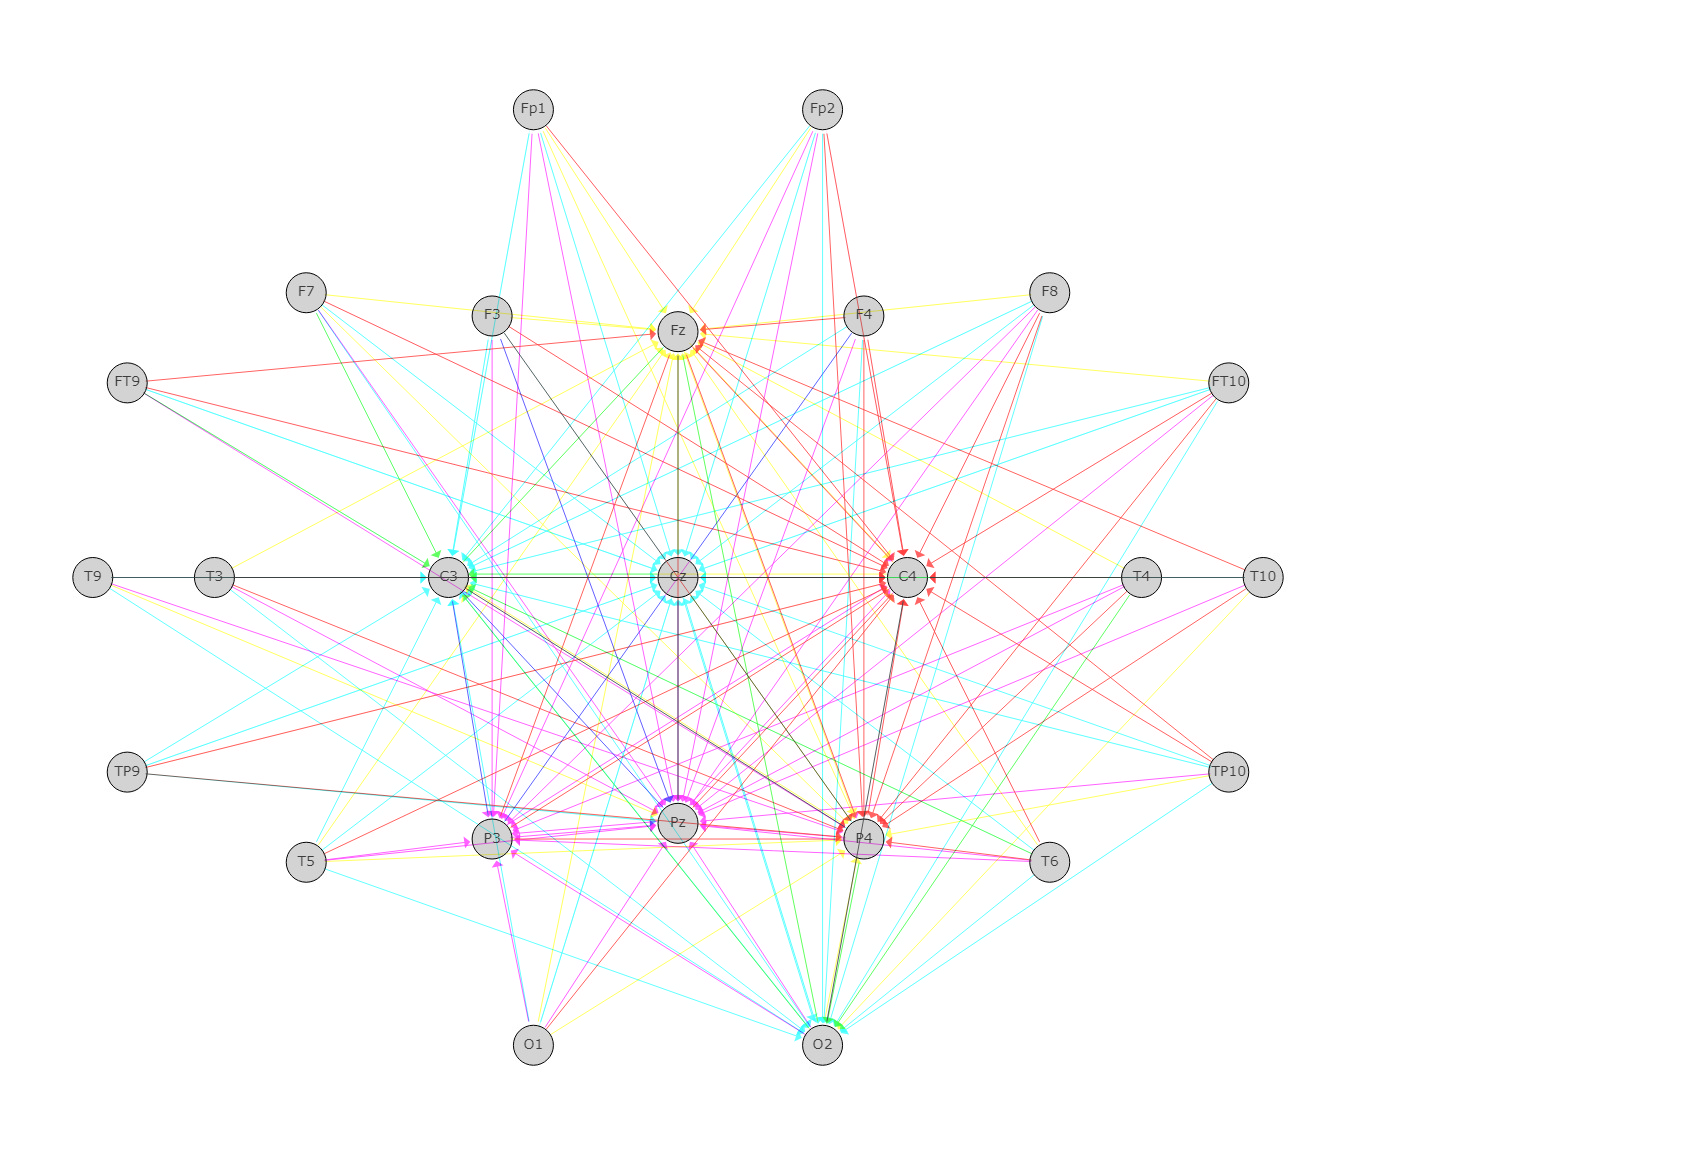 Fp1 Fp2
F7 F3 Fz F4 F8
FT9 FT10
T9 T3 C3 Cz C4 T4 T10
TP9 TP10
T5 P3 Pz P4 T6
O1 O2